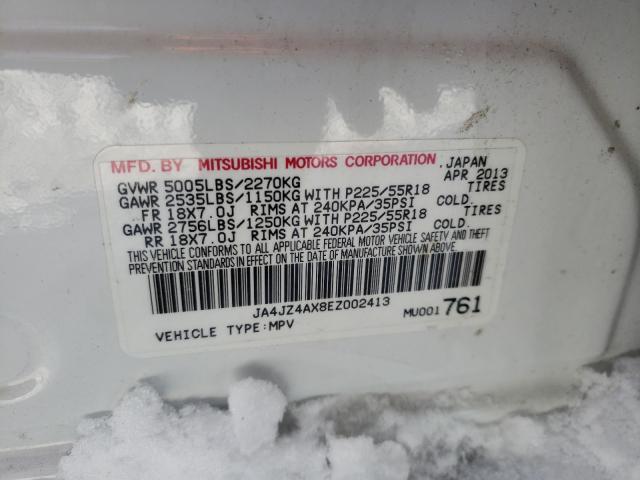 MFD. BY MITSUBISHI MOTORS CORPORATION, JAPAN
GVWR 5005LBS/2270KG APR 2013
GAWR 2535LBS/1150KG WITH P225/55R18 TIRES
FR 18X7.0J RIMS AT 240KPA/35PSI COLD.
GAWR 2756LBS/1250KG WITH P225/55R18 TIRES
RR 18X7.0J RIMS AT 240KPA/35PSI COLD.
THIS VEHICLE CONFORMS TO ALL APPLICABLE FEDERAL MOTOR VEHICLE SAFETY AND THEFT
PREVENTION STANDARDS IN EFFECT ON THE DATE OF MANUFACTURE SHOWN ABOVE.
JA4JZ4AX8EZ002413
MU001761
VEHICLE TYPE:MPV